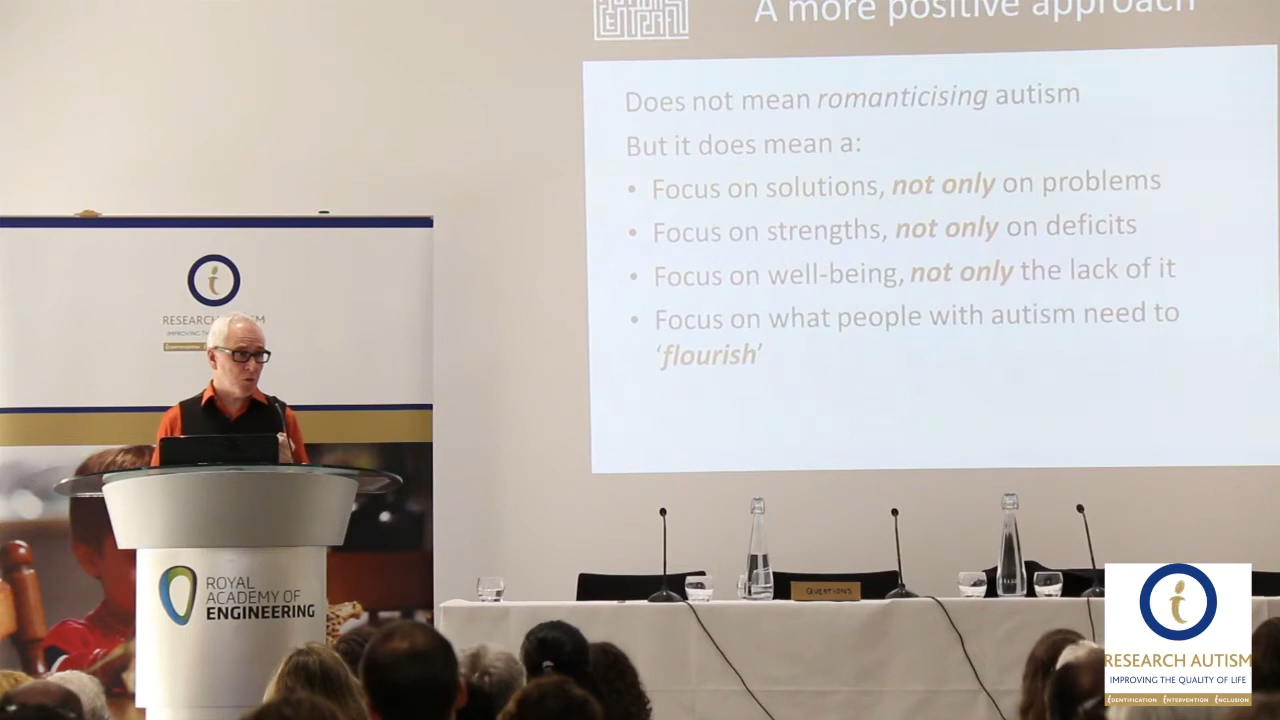 A more positive approach
Does not mean romanticising autism
But it does mean a:
• Focus on solutions, not only on problems
• Focus on strengths, not only on deficits
• Focus on well-being, not only the lack of it
• Focus on what people with autism need to
'flourish'
RESEARCH AUTISM
ROYAL
ACADEMY OF
ENGINEERING
QUESTIONS
RESEARCH AUTISM
IMPROVING THE QUALITY OF LIFE
IDENTIFICATION INTERVENTION INCLUSION